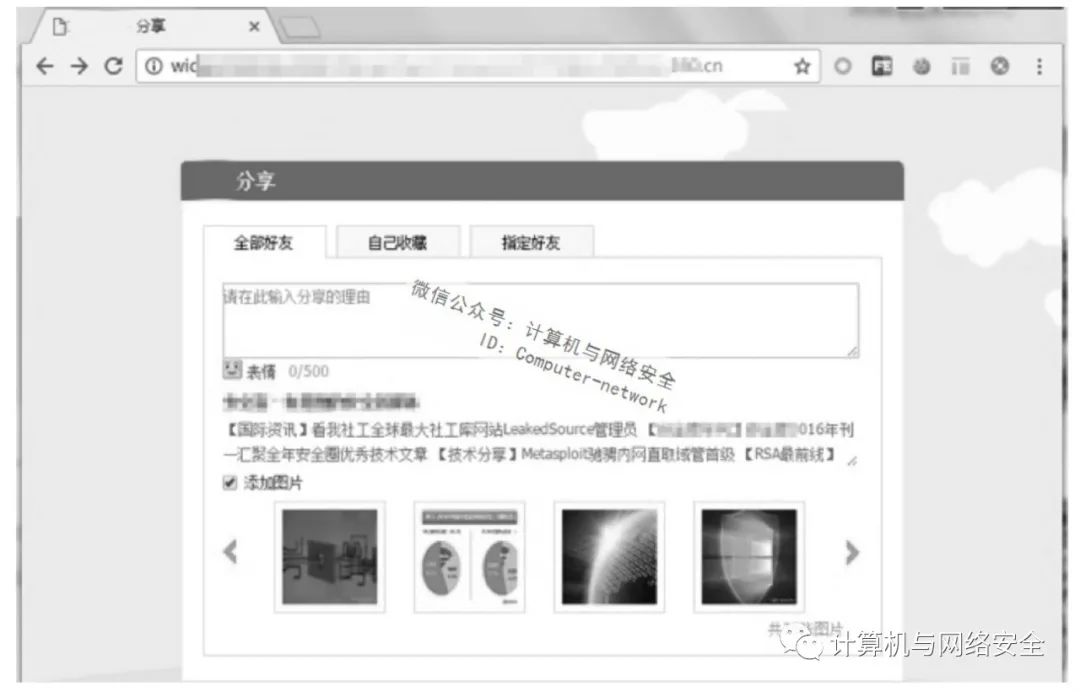 分享
wid
.cn
分享
全部好友
自己收藏
指定好友
请在此输入分享的理由
微信公众号：计算机与网络安全
ID：Computer-network
表情 0/500
【国际资讯】看我社工全球最大社工库网站LeakedSource管理员 【 016年刊
—汇聚全年安全圈优秀技术文章 【技术分享】Metasploit驰骋内网直取域管首级 【RSA最前线】
添加图片
共 张图片
计算机与网络安全